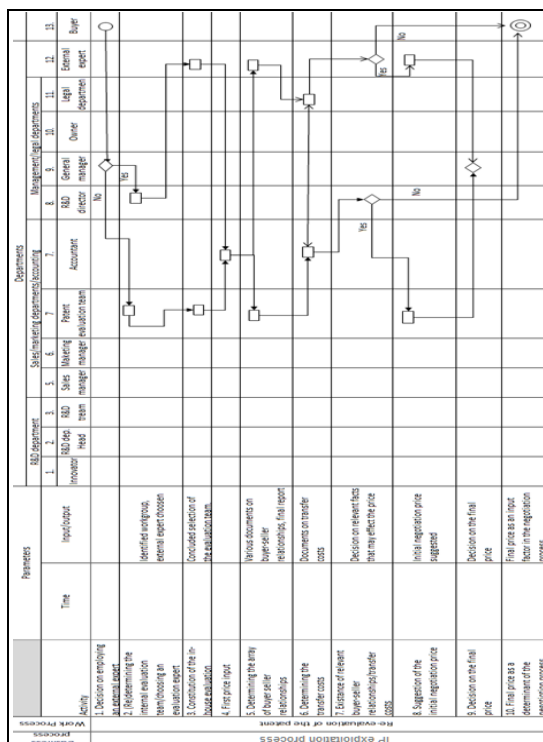 Business
process
Work Process
IP exploitation process
Re-evaluation of the patent
Parameters
Departments
R&D department
Sales/marketing departments/accounting
Management/legal departments
Activity
Time
Input/output
1.
Innovator
2.
R&D dep.
Head
3.
R&D
tream
5.
Sales
manager
6.
Maketing
manager
7
Patent
evaluation team
7.
Accountant
8.
R&D
director
9.
General
manager
10.
Owner
11.
Legal
departmen
12.
External
expert
13.
Buyer
1. Decision on employing
an external expert
No
Yes
2. (Re)determining the
internal evaluation
team/choosing an
evaluation expert
Identified workgroup,
external expert choosen
3. Constitution of the in-
house evaluation
Concluded selection of
the evaluation team.
4. First price input
5. Determining the array
of buyer seller
relationships
Various documents on
buyer-seller
relationships, final report
6. Determining the
transfer costs
Documents on transfer
costs
7. Existance of relevant
buyer-seller
relationships/transfer
costs
Decision on relevant facts
that may effect the price
Yes
No
Yes
No
8. Suggestion of the
initial negotiation price
Initial negotiation price
suggested
9. Decision on the final
price
Decision on the final
price
10. Final price as a
determinant of the
negotiation process
Final price as an input
factor in the negotiation
process